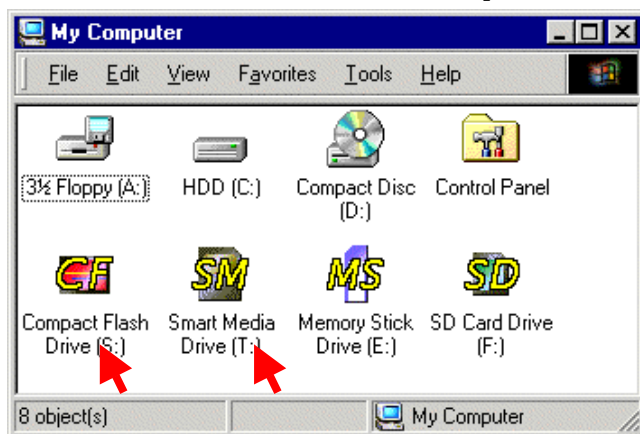 My Computer
File Edit View Favorites Tools Help
3½ Floppy (A:) HDD (C:) Compact Disc (D:) Control Panel
CF SM MS SD
Compact Flash Drive (S:) Smart Media Drive (T:) Memory Stick Drive (E:) SD Card Drive (F:)
8 object(s) My Computer